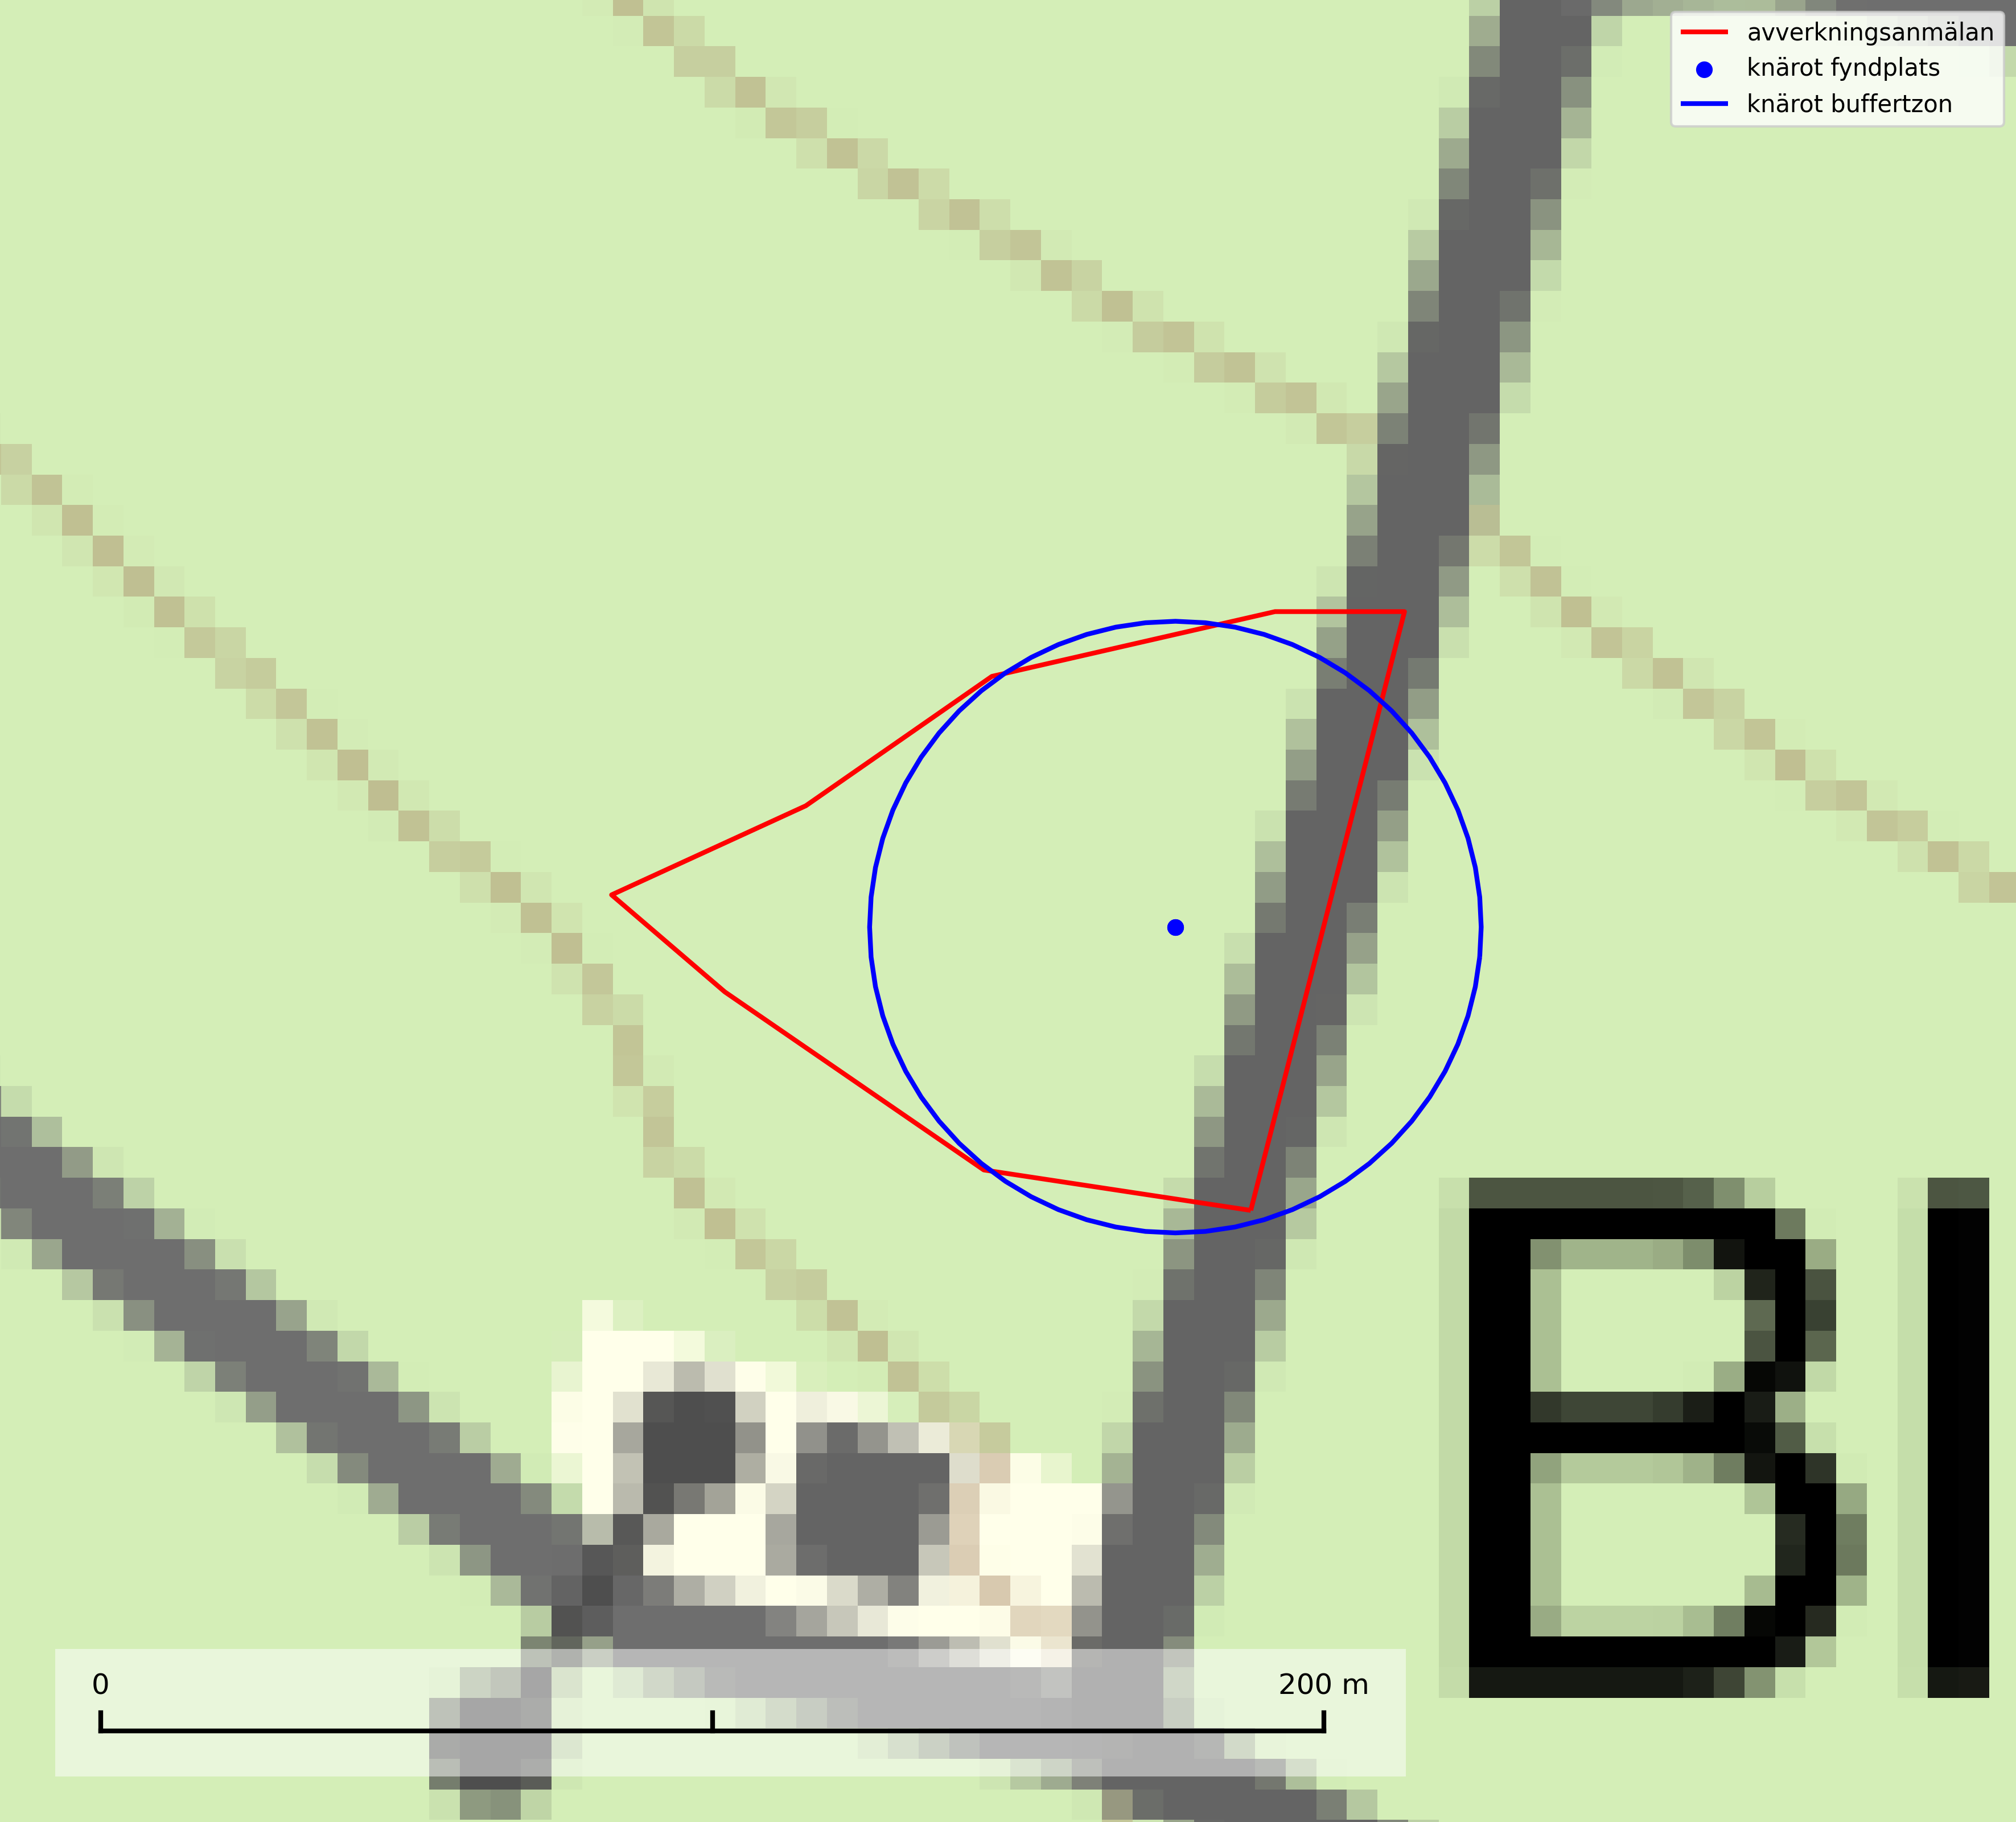 avverkningsanmälan
knärot fyndplats
knärot buffertzon
Bl
0 200 m